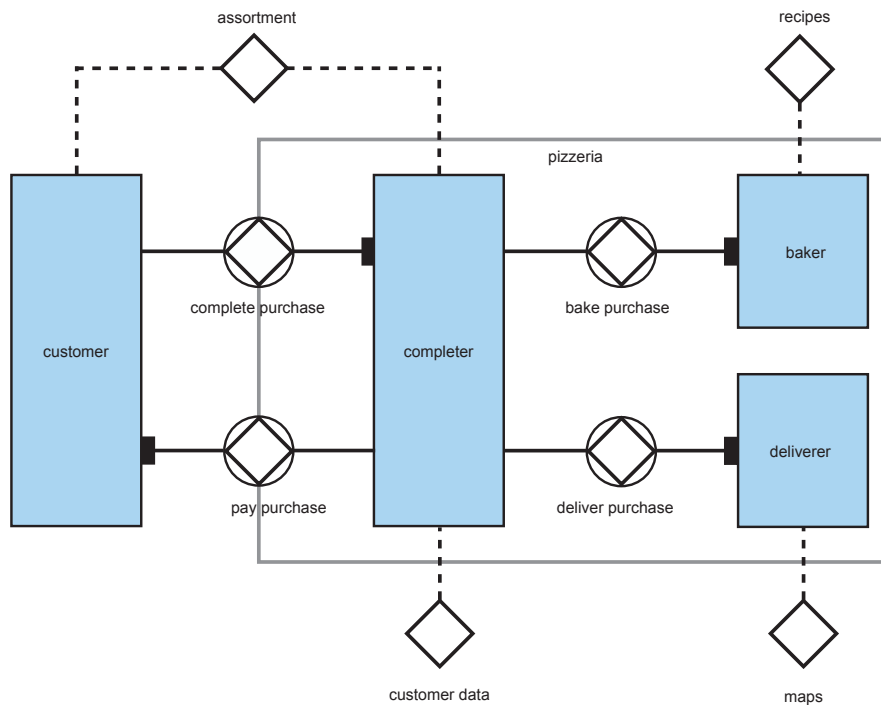 assortment
recipes
pizzeria
baker
complete purchase
bake purchase
customer
completer
deliverer
pay purchase
deliver purchase
customer data
maps